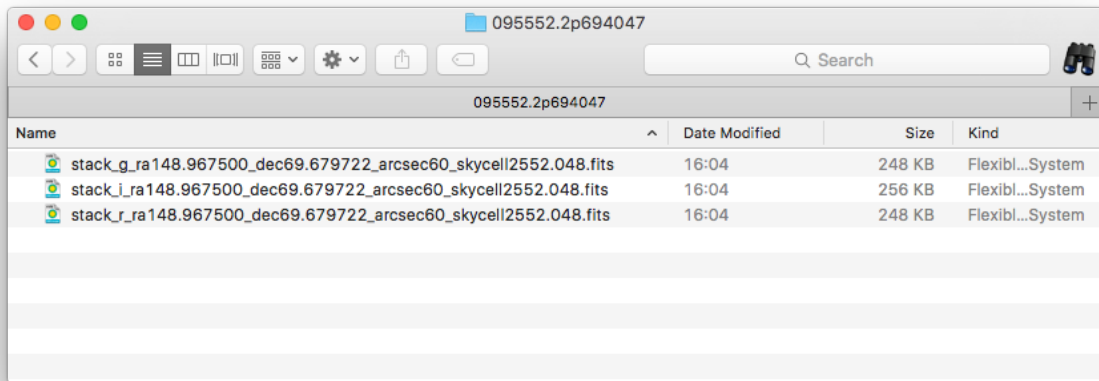 095552.2p694047
Search
095552.2p694047
+
Name Date Modified Size Kind
stack_g_ra148.967500_dec69.679722_arcsec60_skycell2552.048.fits 16:04 248 KB Flexibl...System
stack_i_ra148.967500_dec69.679722_arcsec60_skycell2552.048.fits 16:04 256 KB Flexibl...System
stack_r_ra148.967500_dec69.679722_arcsec60_skycell2552.048.fits 16:04 248 KB Flexibl...System